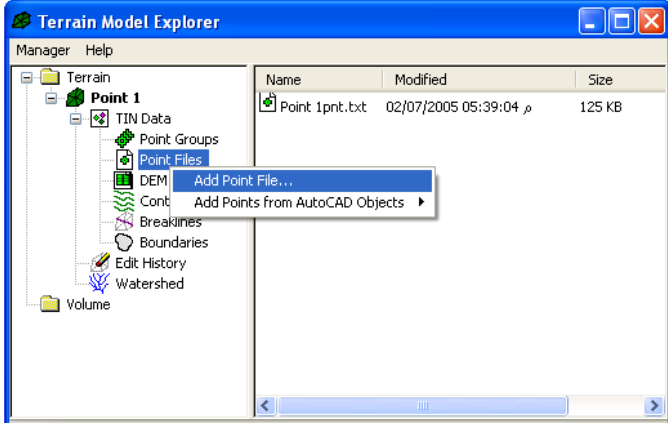 Terrain Model Explorer
Manager Help
Terrain
Point 1
TIN Data
Point Groups
Point Files
DEM
Cont
Breaklines
Boundaries
Edit History
Watershed
Volume
Add Point File...
Add Points from AutoCAD Objects
Name Modified Size
Point 1pnt.txt 02/07/2005 05:39:04 م 125 KB